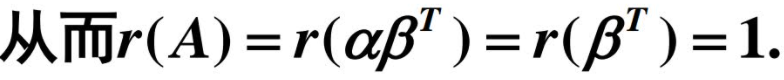 从而r(A) = r(αβ^T) = r(β^T) = 1.